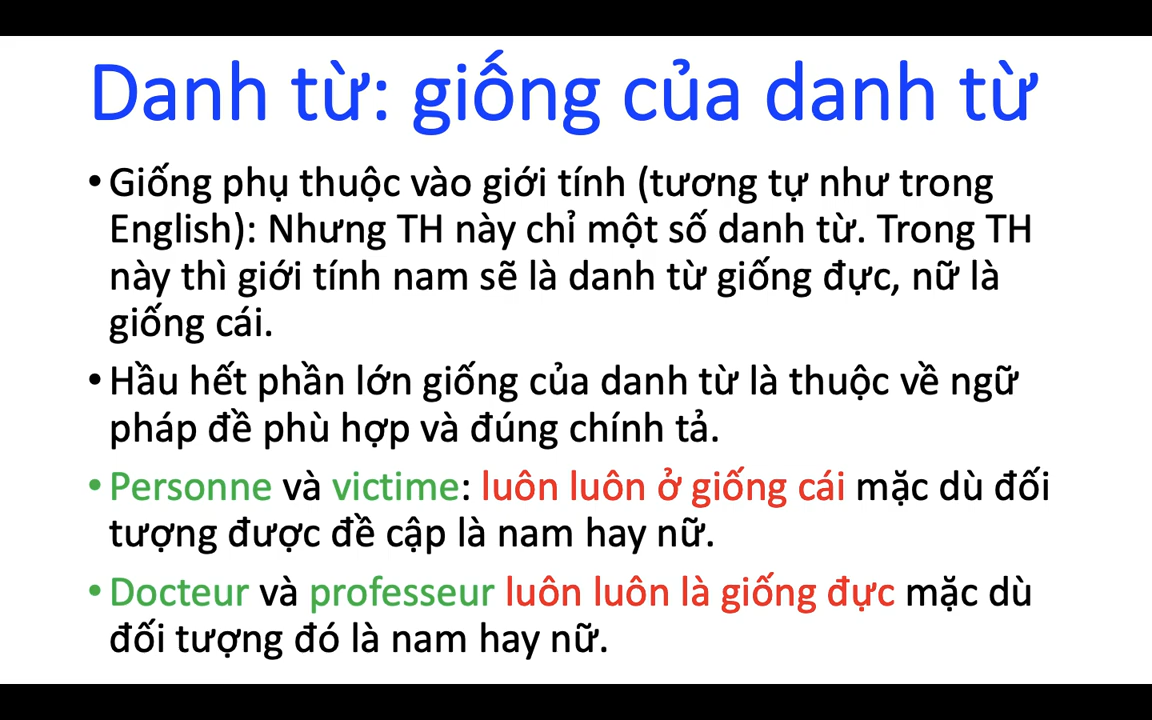 Danh từ: giống của danh từ
• Giống phụ thuộc vào giới tính (tương tự như trong
English): Nhưng TH này chỉ một số danh từ. Trong TH
này thì giới tính nam sẽ là danh từ giống đực, nữ là
giống cái.
• Hầu hết phần lớn giống của danh từ là thuộc về ngữ
pháp đề phù hợp và đúng chính tả.
• Personne và victime: luôn luôn ở giống cái mặc dù đối
tượng được đề cập là nam hay nữ.
• Docteur và professeur luôn luôn là giống đực mặc dù
đối tượng đó là nam hay nữ.